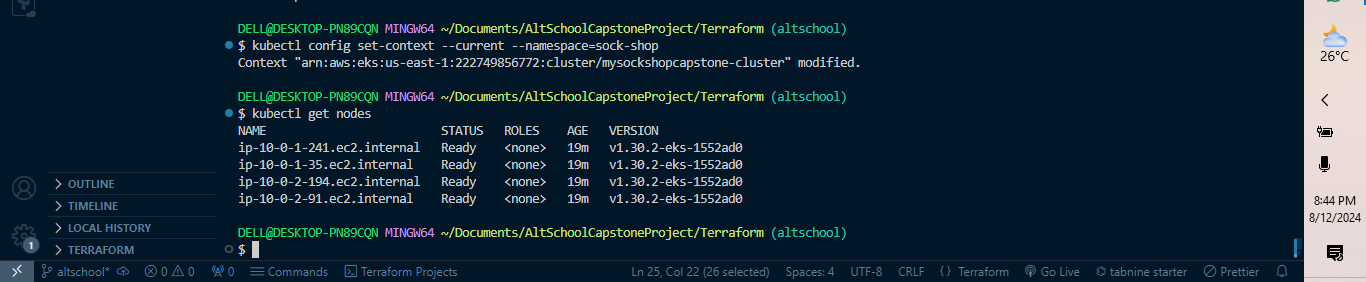 DELL@DESKTOP-PN89CQN MINGW64 ~/Documents/AltSchoolCapstoneProject/Terraform (altschool)
$ kubectl config set-context --current --namespace=sock-shop
Context "arn:aws:eks:us-east-1:222749856772:cluster/mysockshopcapstone-cluster" modified.
DELL@DESKTOP-PN89CQN MINGW64 ~/Documents/AltSchoolCapstoneProject/Terraform (altschool)
$ kubectl get nodes
NAME STATUS ROLES AGE VERSION
ip-10-0-1-241.ec2.internal Ready <none> 19m v1.30.2-eks-1552ad0
ip-10-0-1-35.ec2.internal Ready <none> 19m v1.30.2-eks-1552ad0
ip-10-0-2-194.ec2.internal Ready <none> 19m v1.30.2-eks-1552ad0
ip-10-0-2-91.ec2.internal Ready <none> 19m v1.30.2-eks-1552ad0
DELL@DESKTOP-PN89CQN MINGW64 ~/Documents/AltSchoolCapstoneProject/Terraform (altschool)
$
OUTLINE
TIMELINE
LOCAL HISTORY
TERRAFORM
1
altschool* 0 0 0 Commands Terraform Projects Ln 25, Col 22 (26 selected) Spaces: 4 UTF-8 CRLF {} Terraform Go Live tabnine starter Prettier
26°C
8:44 PM
8/12/2024